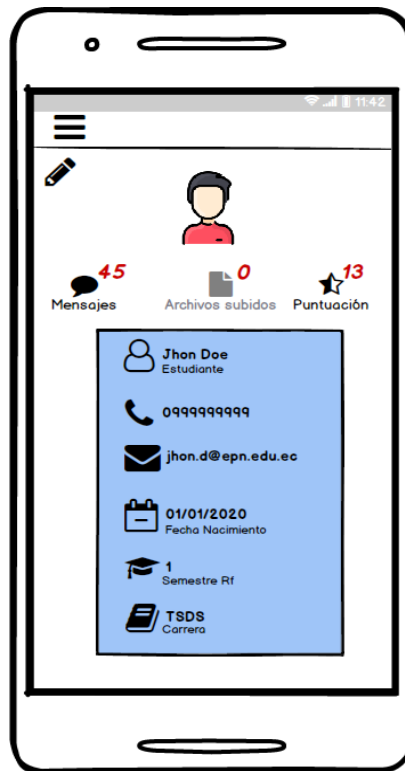 11:42
45 0 13
Mensajes Archivos subidos Puntuación
Jhon Doe
Estudiante
0999999999
jhon.d@epn.edu.ec
01/01/2020
Fecha Nacimiento
1
Semestre Rf
TSDS
Carrera